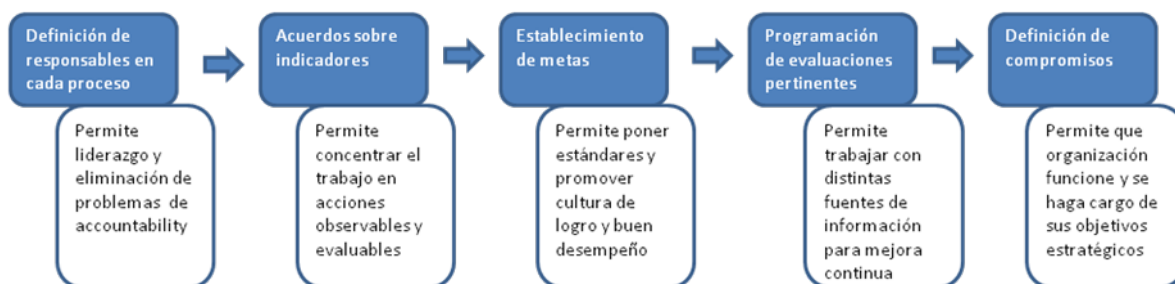 Definición de
responsables en
cada proceso
Permite
liderazgo y
eliminación de
problemas de
accountability
Acuerdos sobre
indicadores
Permite
concentrar el
trabajo en
acciones
observables y
evaluables
Establecimiento
de metas
Permite poner
estándares y
promover
cultura de
logro y buen
desempeño
Programación
de evaluaciones
pertinentes
Permite
trabajar con
distintas
fuentes de
información
para mejora
continua
Definición de
compromisos
Permite que
organización
funcione y se
haga cargo de
sus objetivos
estratégicos